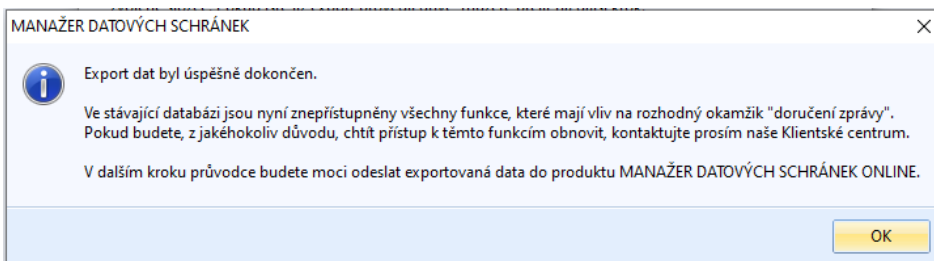 MANAŽER DATOVÝCH SCHRÁNEK
Export dat byl úspěšně dokončen.
Ve stávající databázi jsou nyní znepřístupněny všechny funkce, které mají vliv na rozhodný okamžik "doručení zprávy".
Pokud budete, z jakéhokoliv důvodu, chtít přístup k těmto funkcím obnovit, kontaktujte prosím naše Klientské centrum.
V dalším kroku průvodce budete moci odeslat exportovaná data do produktu MANAŽER DATOVÝCH SCHRÁNEK ONLINE.
OK